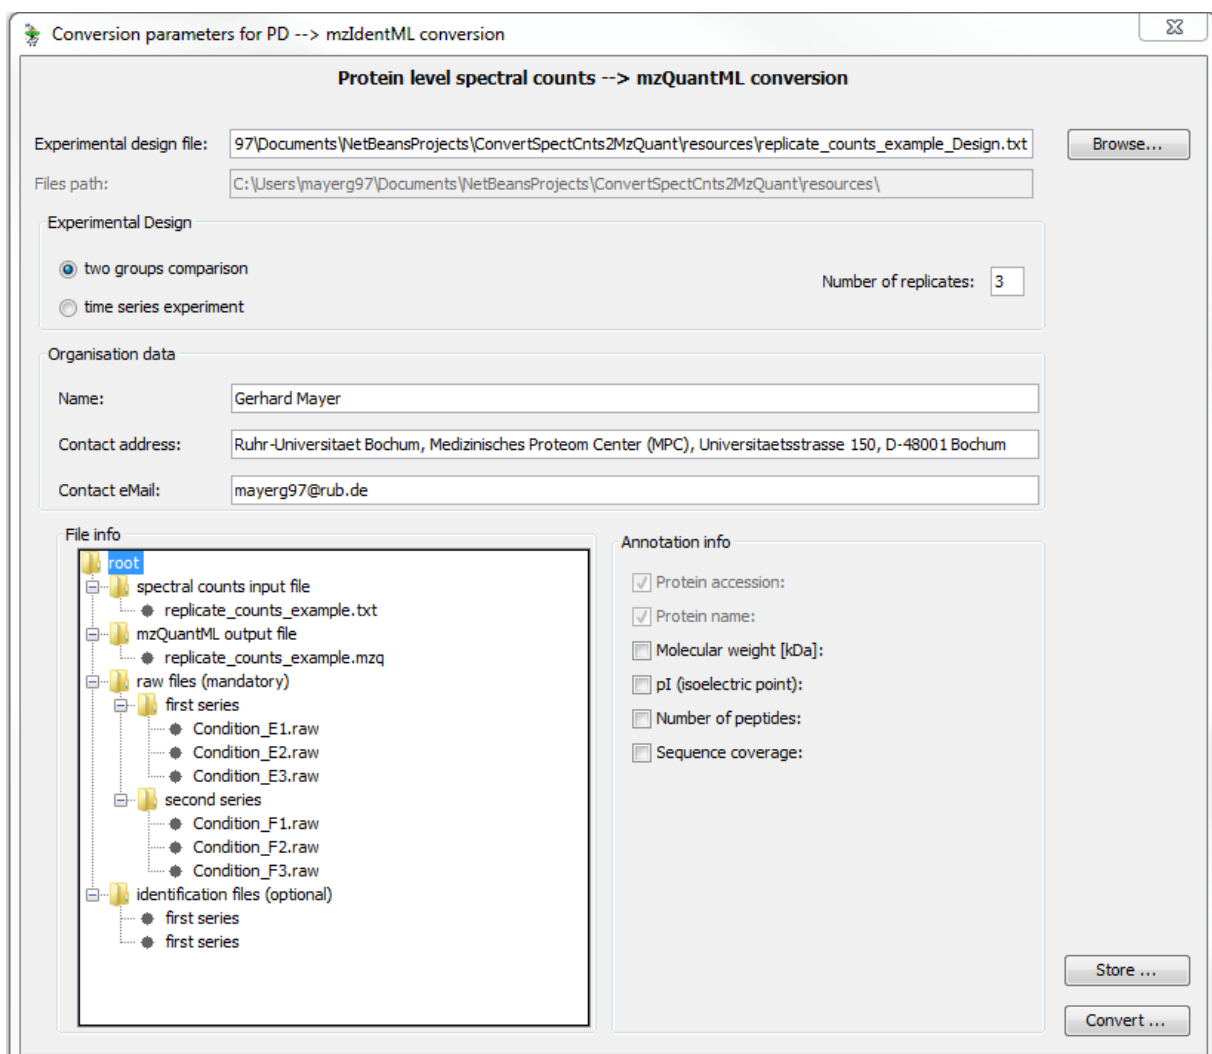 Conversion parameters for PD --> mzIdentML conversion
Protein level spectral counts --> mzQuantML conversion
Experimental design file: 97\Documents\NetBeansProjects\ConvertSpectCnts2MzQuant\resources\replicate_counts_example_Design.txt Browse...
Files path: C:\Users\mayerg97\Documents\NetBeansProjects\ConvertSpectCnts2MzQuant\resources\
Experimental Design
two groups comparison
Number of replicates: 3
time series experiment
Organisation data
Name: Gerhard Mayer
Contact address: Ruhr-Universitaet Bochum, Medizinisches Proteom Center (MPC), Universitaetsstrasse 150, D-48001 Bochum
Contact eMail: mayerg97@rub.de
File info
root
spectral counts input file
replicate_counts_example.txt
mzQuantML output file
replicate_counts_example.mzq
raw files (mandatory)
first series
Condition_E1.raw
Condition_E2.raw
Condition_E3.raw
second series
Condition_F1.raw
Condition_F2.raw
Condition_F3.raw
identification files (optional)
first series
first series
Annotation info
Protein accession:
Protein name:
Molecular weight [kDa]:
pI (isoelectric point):
Number of peptides:
Sequence coverage:
Store ...
Convert ...